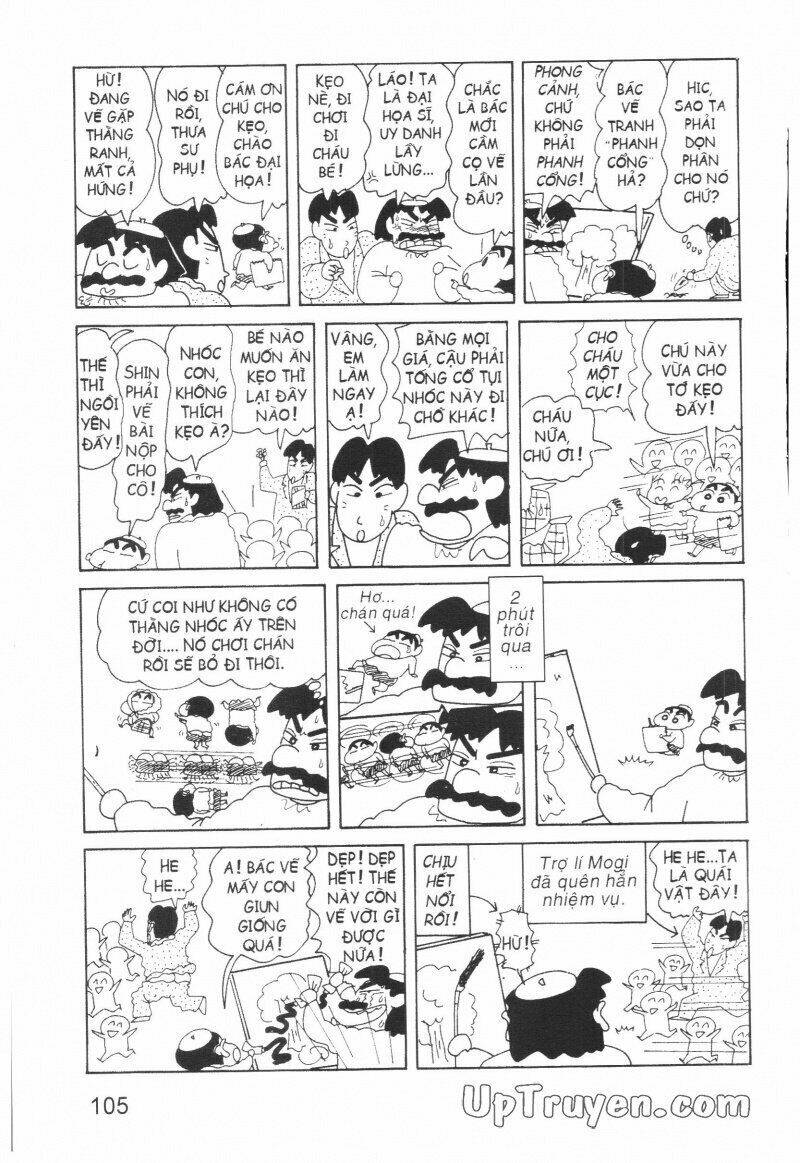 HIC,
SAO TA
PHẢI
DỌN
PHÂN
CHO NÓ
CHỨ?
BÁC
VẼ
TRANH
"PHANH
CỔNG"
HẢ?
PHONG
CẢNH, CHỨ
KHÔNG
PHẢI
PHANH
CỔNG!
CHẮC
LÀ BÁC
MỚI
CẦM
CỌ VẼ
LẦN
ĐẦU?
LÁO! TA
LÀ ĐẠI
HỌA SĨ,
UY DANH
LẪY
LỪNG...
KẸO
NÈ, ĐI
CHƠI
ĐI
CHÁU
BÉ!
CÁM ƠN
CHÚ CHO
KẸO,
CHÀO
BÁC ĐẠI
HỌA!
NÓ ĐI
RỒI,
THƯA
SƯ
PHỤ!
HỪ!
ĐANG
VẼ GẶP
THẰNG
RANH,
MẤT CẢ
HỨNG!
CHÚ NÀY
VỪA CHO
TỚ KẸO
ĐẤY!
CHO
CHÁU
MỘT
CỤC!
CHÁU
NỮA,
CHÚ ƠI!
BẰNG MỌI
GIÁ, CẬU PHẢI
TỐNG CỔ TỤI
NHÓC NÀY ĐI
CHỖ KHÁC!
VÂNG,
EM
LÀM
NGAY
Ạ!
BÉ NÀO
MUỐN ĂN
KẸO THÌ
LẠI ĐÂY
NÀO!
NHÓC
CON,
KHÔNG
THÍCH
KẸO À?
SHIN
PHẢI
VẼ
BÀI
NỘP
CHO
CÔ!
THẾ
THÌ
NGỒI
YÊN
ĐẤY!
2
phút
trôi
qua
...
Hơ...
chán quá!
CỨ COI NHƯ KHÔNG CÓ
THẰNG NHÓC ẤY TRÊN
ĐỜI.... NÓ CHƠI CHÁN
RỒI SẼ BỎ ĐI THÔI.
HE HE...TA
LÀ QUÁI
VẬT ĐÂY!
Trợ lí Mogi
đã quên hẳn
nhiệm vụ.
HỪ!
CHỊU
HẾT
NỔI
RỒI!
DẸP! DẸP
HẾT! THẾ
NÀY CÒN
VẼ VỜI GÌ
ĐƯỢC
NỮA!
A! BÁC VẼ
MẤY CON
GIUN
GIỐNG
QUÁ!
HE
HE...
105
UpTruyen.com